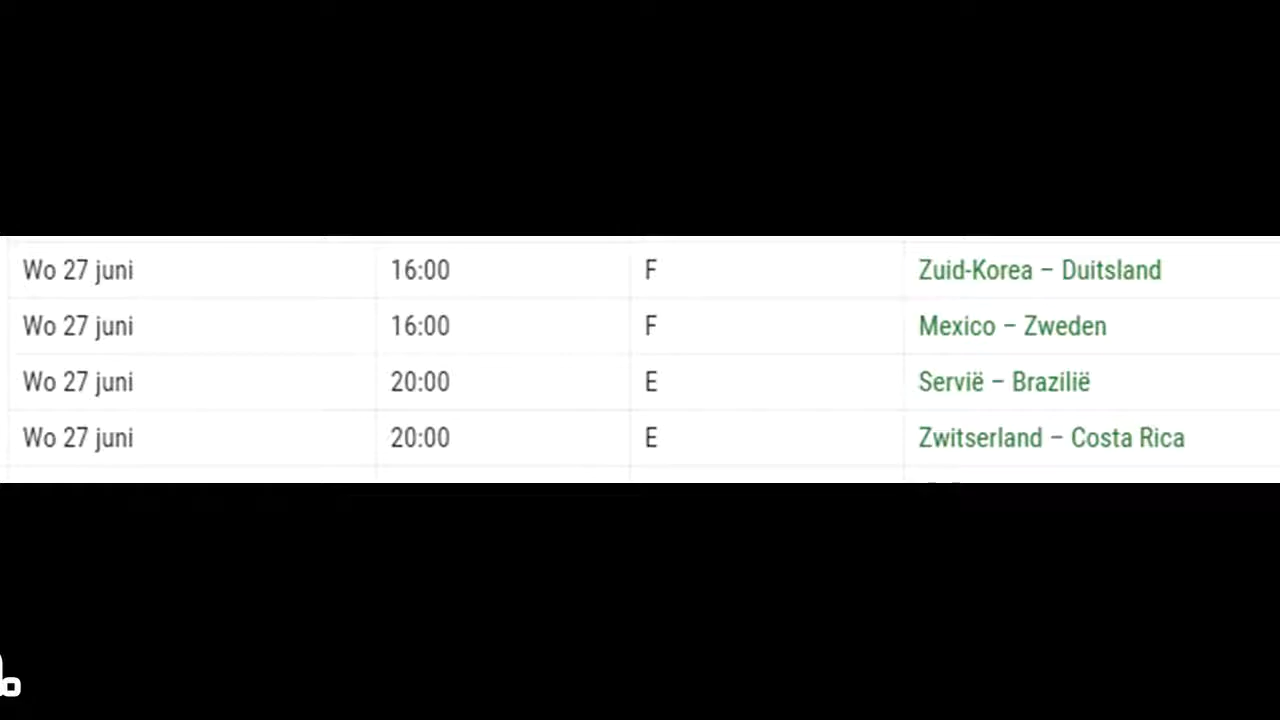 Wo 27 juni 16:00 F Zuid-Korea – Duitsland
Wo 27 juni 16:00 F Mexico – Zweden
Wo 27 juni 20:00 E Servië – Brazilië
Wo 27 juni 20:00 E Zwitserland – Costa Rica